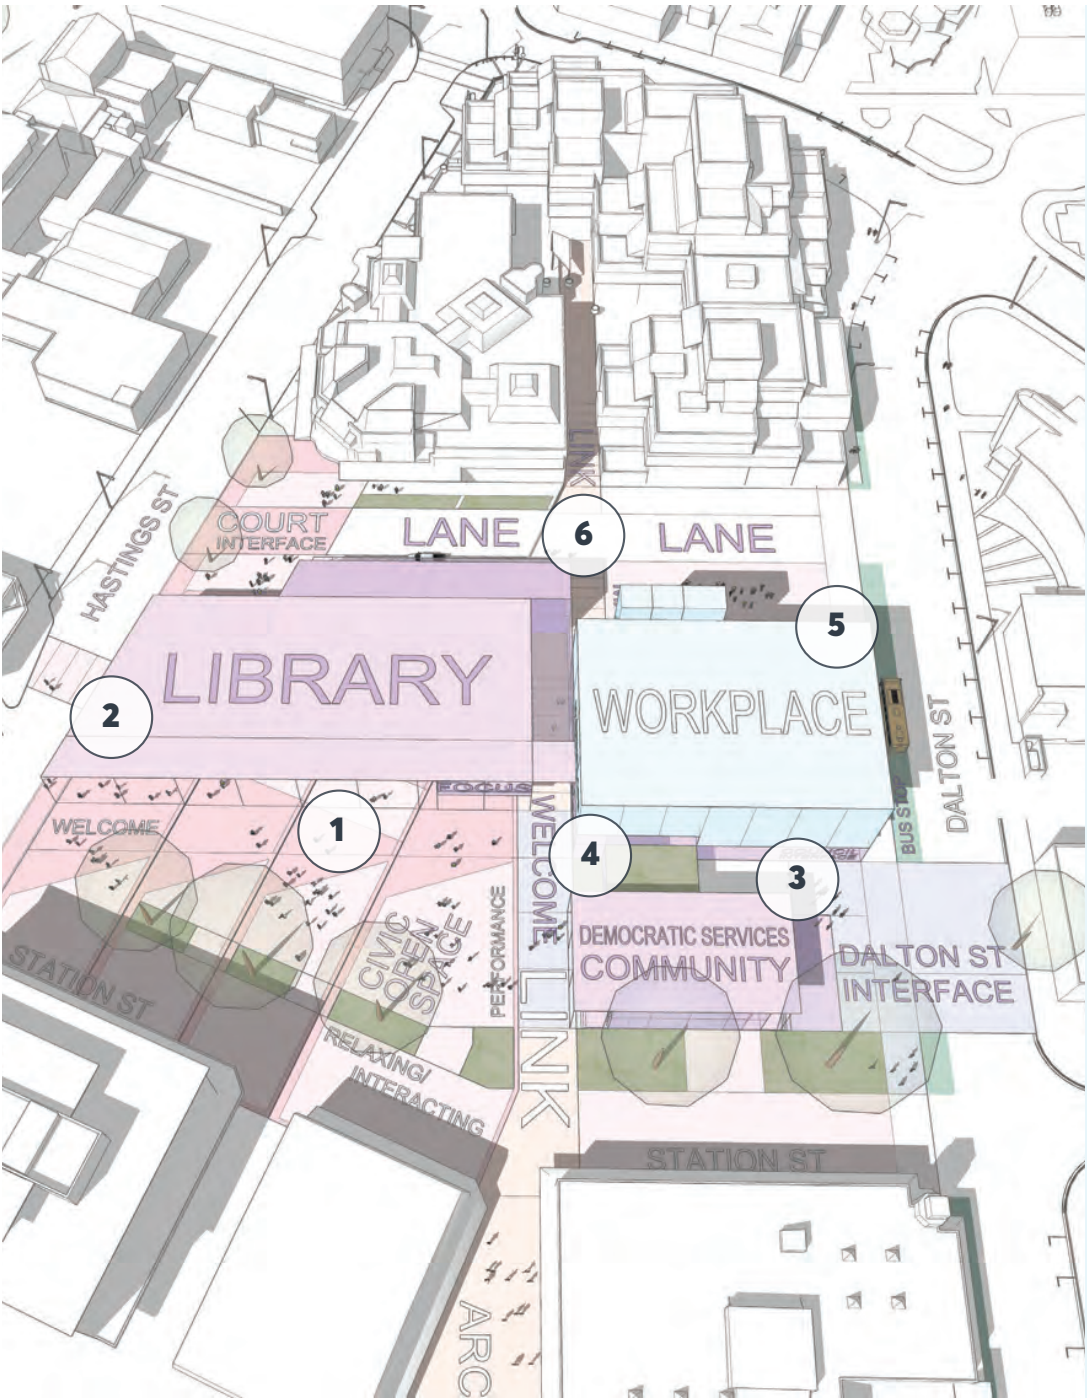 LINK
HASTINGS ST
COURT
INTERFACE
LANE
6
LANE
5
LIBRARY
WORKPLACE
2
DALTON ST
BUS STOP
FOCUS
WELCOME
1
WELCOME
4
3
PERFORMANCE
CIVIC
OPEN
SPACE
DEMOCRATIC SERVICES
COMMUNITY
DALTON ST
INTERFACE
STATION ST
LINK
RELAXING/
INTERACTING
STATION ST
ARC